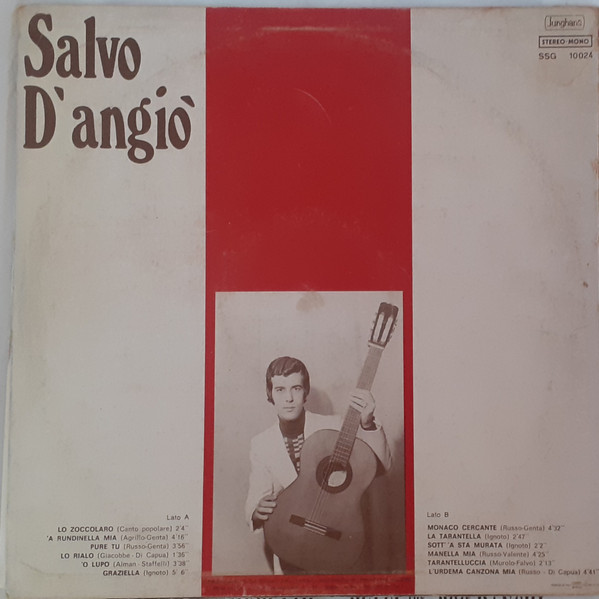 Salvo
D'angiò
Junghans
STEREO-MONO
SSG 10024
Lato A
LO ZOCCOLARO (Canto popolare) 2'4"
'A RUNDINELLA MIA (Agrillo-Genta) 4'16"
PURE TU (Russo-Genta) 3'56"
LO RIALO (Giacobbe - Di Capua) 1'36"
'O LUPO (Alman - Staffelli) 3'38"
GRAZIELLA (Ignoto) 5' 6"
Lato B
MONACO CERCANTE (Russo-Genta) 4'32"
LA TARANTELLA (Ignoto) 2'47"
SOTT' 'A STA MURATA (Ignoto) 2'2"
MANELLA MIA (Russo-Valente) 4'25"
TARANTELLUCCIA (Murolo-Falvo) 2'13"
L'URDEMA CANZONA MIA (Russo - Di Capua) 4'41"